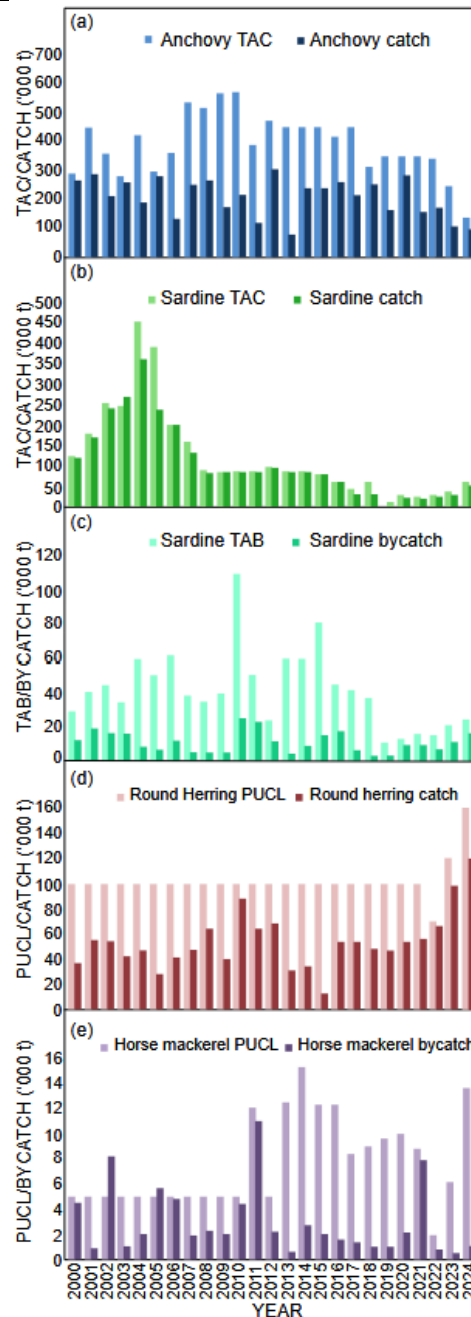 (a)
Anchovy TAC Anchovy catch
TAC/CATCH ('000 t)
700
600
500
400
300
200
100
0
(b)
Sardine TAC Sardine catch
TAC/CATCH ('000 t)
500
450
400
350
300
250
200
150
100
50
0
(c)
Sardine TAB Sardine bycatch
TAB/BYCATCH ('000 t)
120
100
80
60
40
20
0
(d)
Round Herring PUCL Round herring catch
PUCL/CATCH ('000 t)
160
140
120
100
80
60
40
20
0
(e)
Horse mackerel PUCL Horse mackerel bycatch
PUCL/BYCATCH ('000 t)
16
14
12
10
8
6
4
2
0
2000 2001 2002 2003 2004 2005 2006 2007 2008 2009 2010 2011 2012 2013 2014 2015 2016 2017 2018 2019 2020 2021 2022 2023 2024
YEAR